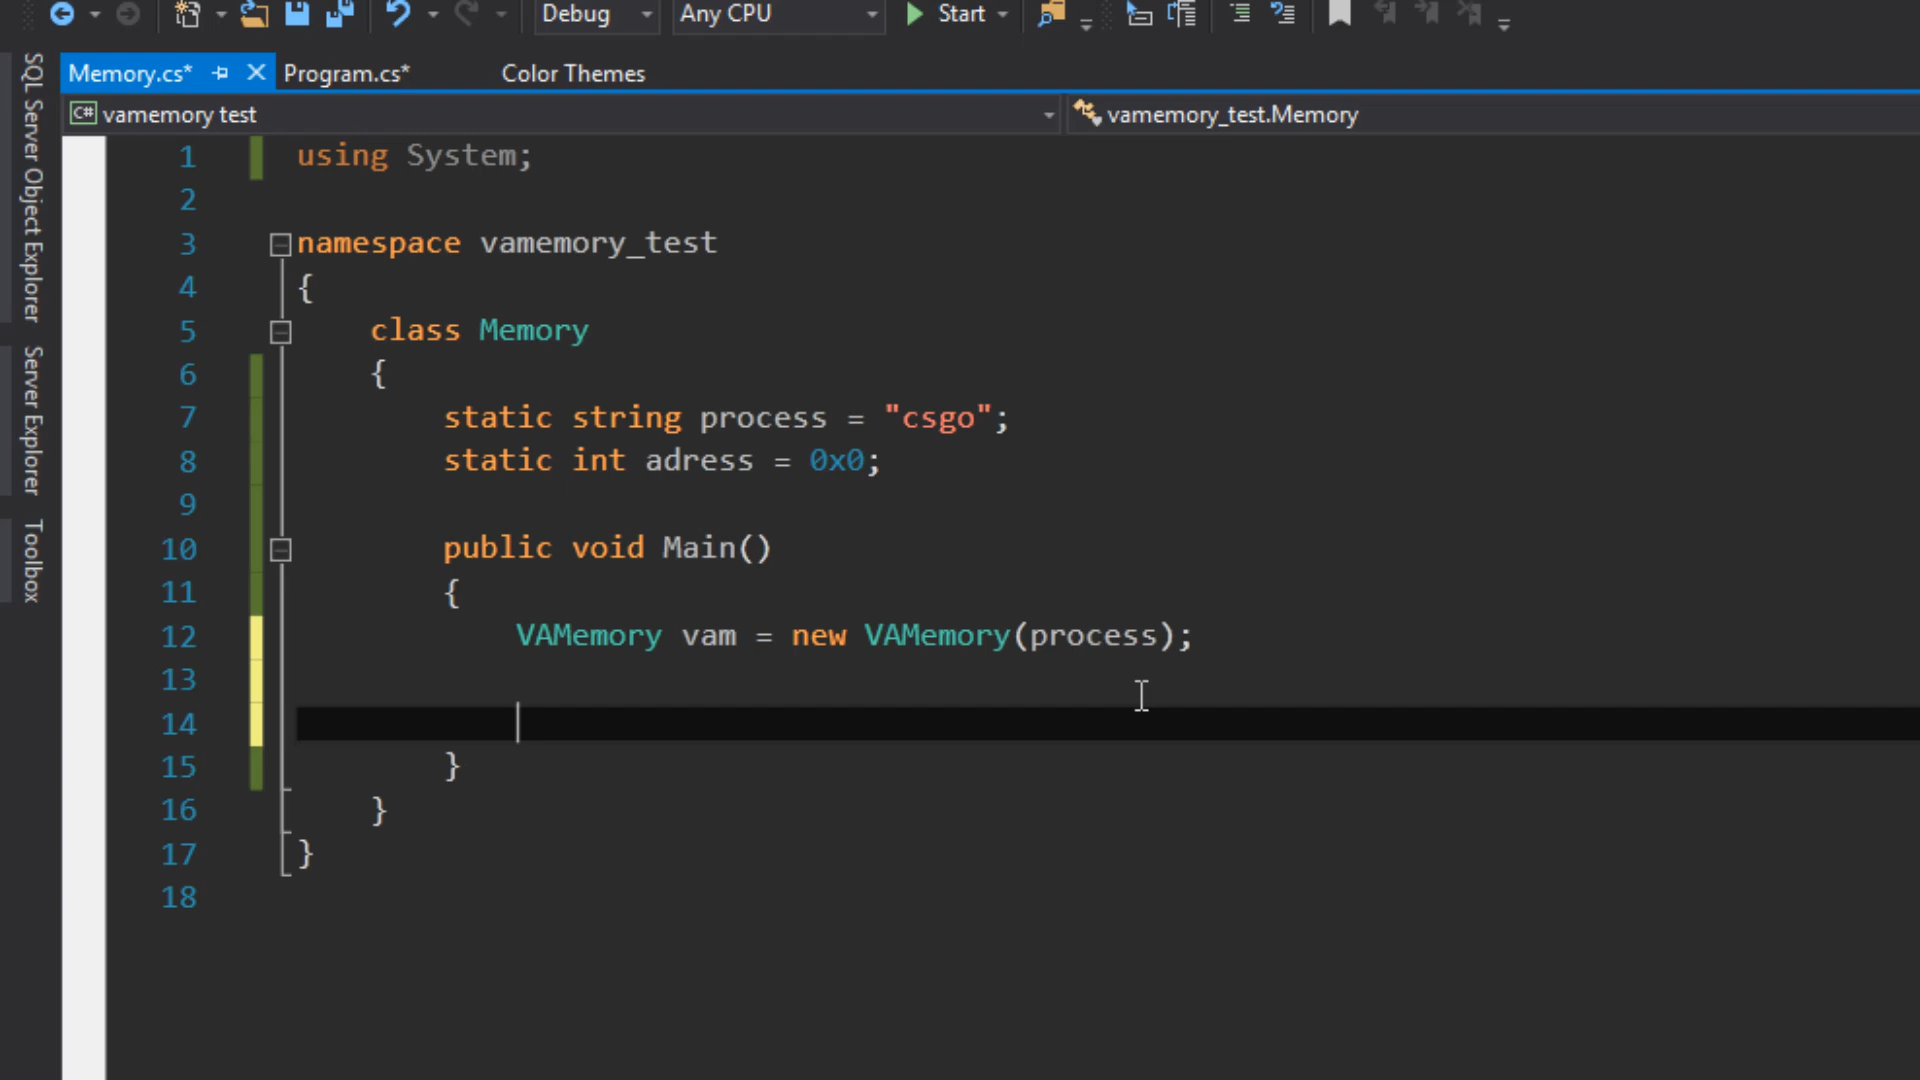 Debug Any CPU Start
Memory.cs* Program.cs* Color Themes
C# vamemory test vamemory_test.Memory
SQL Server Object Explorer
Server Explorer
Toolbox
1 using System;
2
3 namespace vamemory_test
4 {
5 class Memory
6 {
7 static string process = "csgo";
8 static int adress = 0x0;
9
10 public void Main()
11 {
12 VAMemory vam = new VAMemory(process);
13
14
15 }
16 }
17 }
18